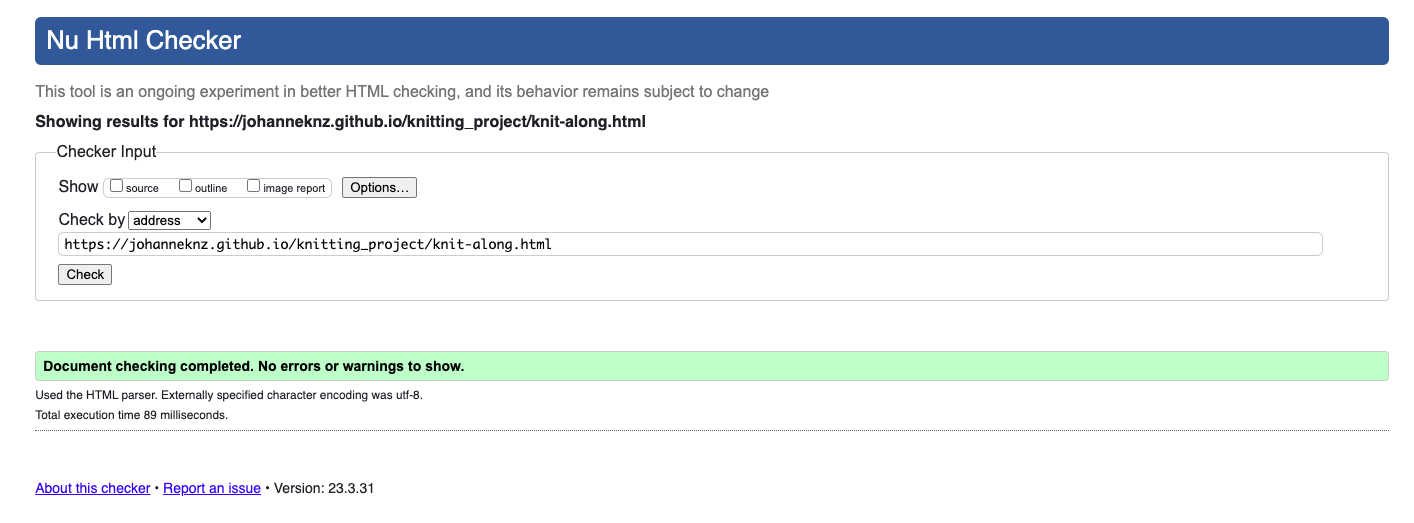 Nu Html Checker
This tool is an ongoing experiment in better HTML checking, and its behavior remains subject to change
Showing results for https://johanneknz.github.io/knitting_project/knit-along.html
Checker Input
Show source outline image report Options...
Check by address
https://johanneknz.github.io/knitting_project/knit-along.html
Check
Document checking completed. No errors or warnings to show.
Used the HTML parser. Externally specified character encoding was utf-8.
Total execution time 89 milliseconds.
About this checker • Report an issue • Version: 23.3.31